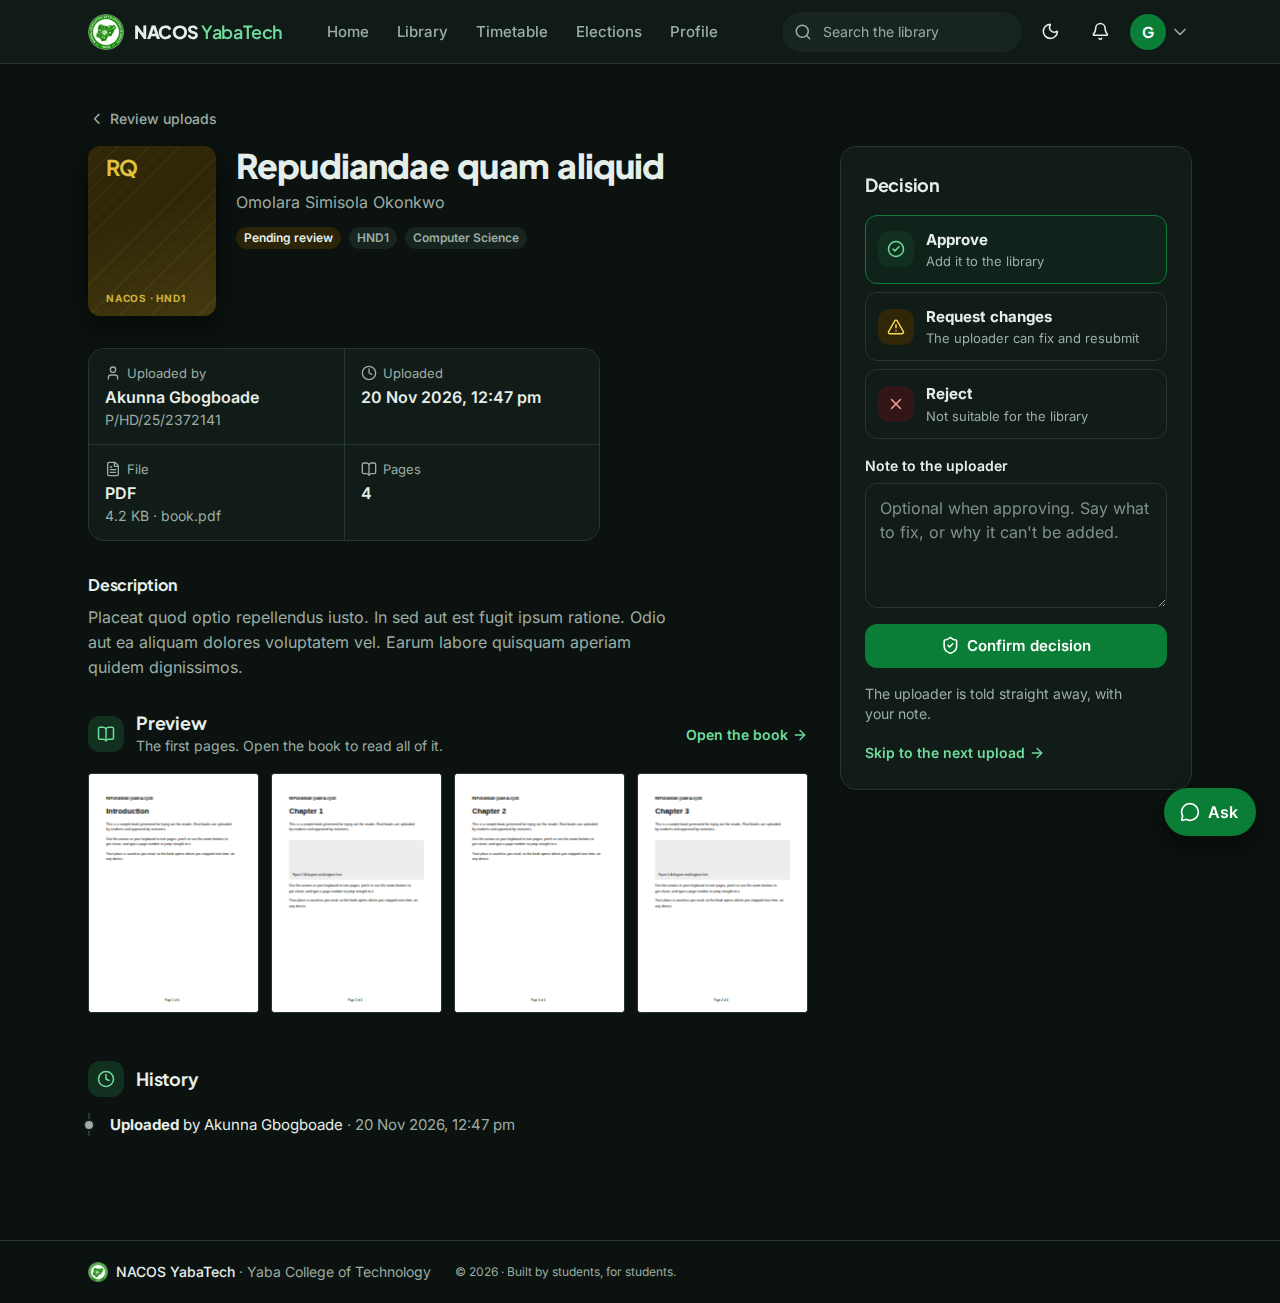 NACOS YabaTech
Home
Library
Timetable
Elections
Profile
Search the library
G
Review uploads
RQ
NACOS · HND1
Repudiandae quam aliquid
Omolara Simisola Okonkwo
Pending review
HND1
Computer Science
Uploaded by
Akunna Gbogboade
P/HD/25/2372141
Uploaded
20 Nov 2026, 12:47 pm
File
PDF
4.2 KB · book.pdf
Pages
4
Description
Placeat quod optio repellendus iusto. In sed aut est fugit ipsum ratione. Odio
aut ea aliquam dolores voluptatem vel. Earum labore quisquam aperiam
quidem dignissimos.
Preview
The first pages. Open the book to read all of it.
Open the book
Introduction
Chapter 1
Chapter 2
Chapter 3
History
Uploaded by Akunna Gbogboade · 20 Nov 2026, 12:47 pm
Decision
Approve
Add it to the library
Request changes
The uploader can fix and resubmit
Reject
Not suitable for the library
Note to the uploader
Optional when approving. Say what
to fix, or why it can't be added.
Confirm decision
The uploader is told straight away, with
your note.
Skip to the next upload
Ask
NACOS YabaTech · Yaba College of Technology
© 2026 · Built by students, for students.